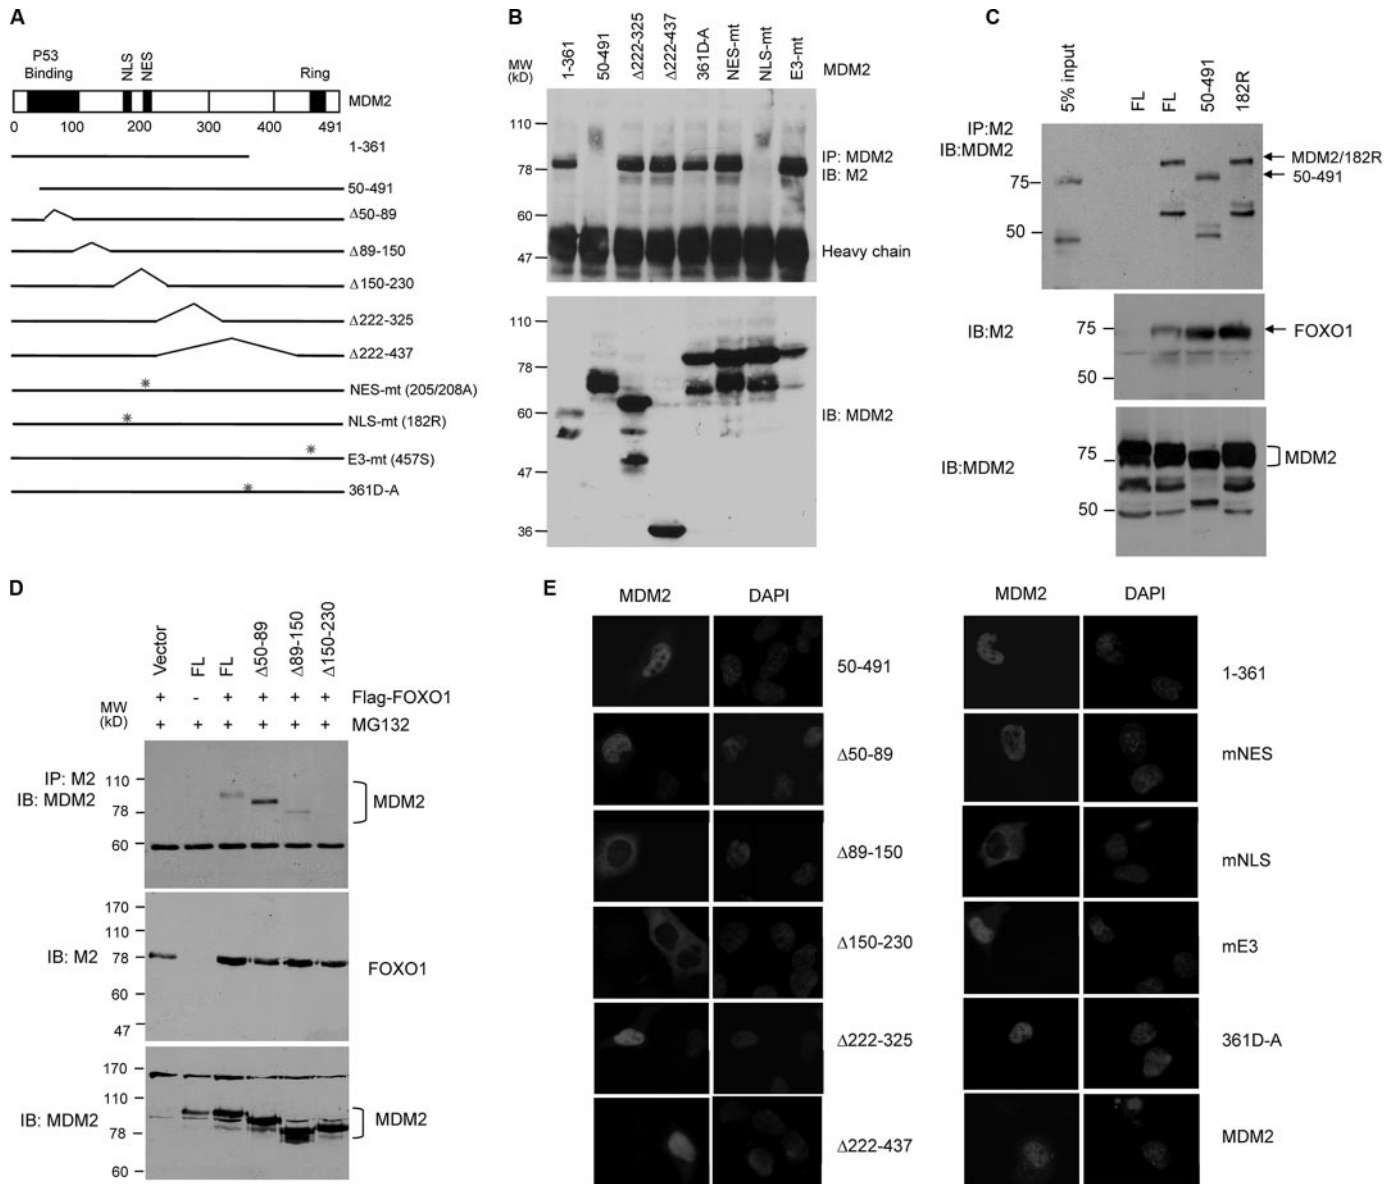 A
P53
Binding
NLS
NES
Ring
MDM2
0 100 200 300 400 491
1-361
50-491
Δ50-89
Δ89-150
Δ150-230
Δ222-325
Δ222-437
NES-mt (205/208A)
NLS-mt (182R)
E3-mt (457S)
361D-A
B
MW
(kD)
1-361
50-491
Δ222-325
Δ222-437
361D-A
NES-mt
NLS-mt
E3-mt
MDM2
110
78
60
47
IP: MDM2
IB: M2
Heavy chain
110
78
60
47
36
IB: MDM2
C
5% input
FL
FL
50-491
182R
IP:M2
IB:MDM2
75
50
MDM2/182R
50-491
IB:M2
75
50
FOXO1
IB:MDM2
75
50
MDM2
D
Vector
FL
FL
Δ50-89
Δ89-150
Δ150-230
+ - + + + + Flag-FOXO1
+ + + + + + MG132
MW
(kD)
IP: M2
IB: MDM2
110
78
60
MDM2
IB: M2
170
110
78
60
47
FOXO1
IB: MDM2
170
110
78
60
MDM2
E
MDM2 DAPI
50-491
Δ50-89
Δ89-150
Δ150-230
Δ222-325
Δ222-437
MDM2 DAPI
1-361
mNES
mNLS
mE3
361D-A
MDM2